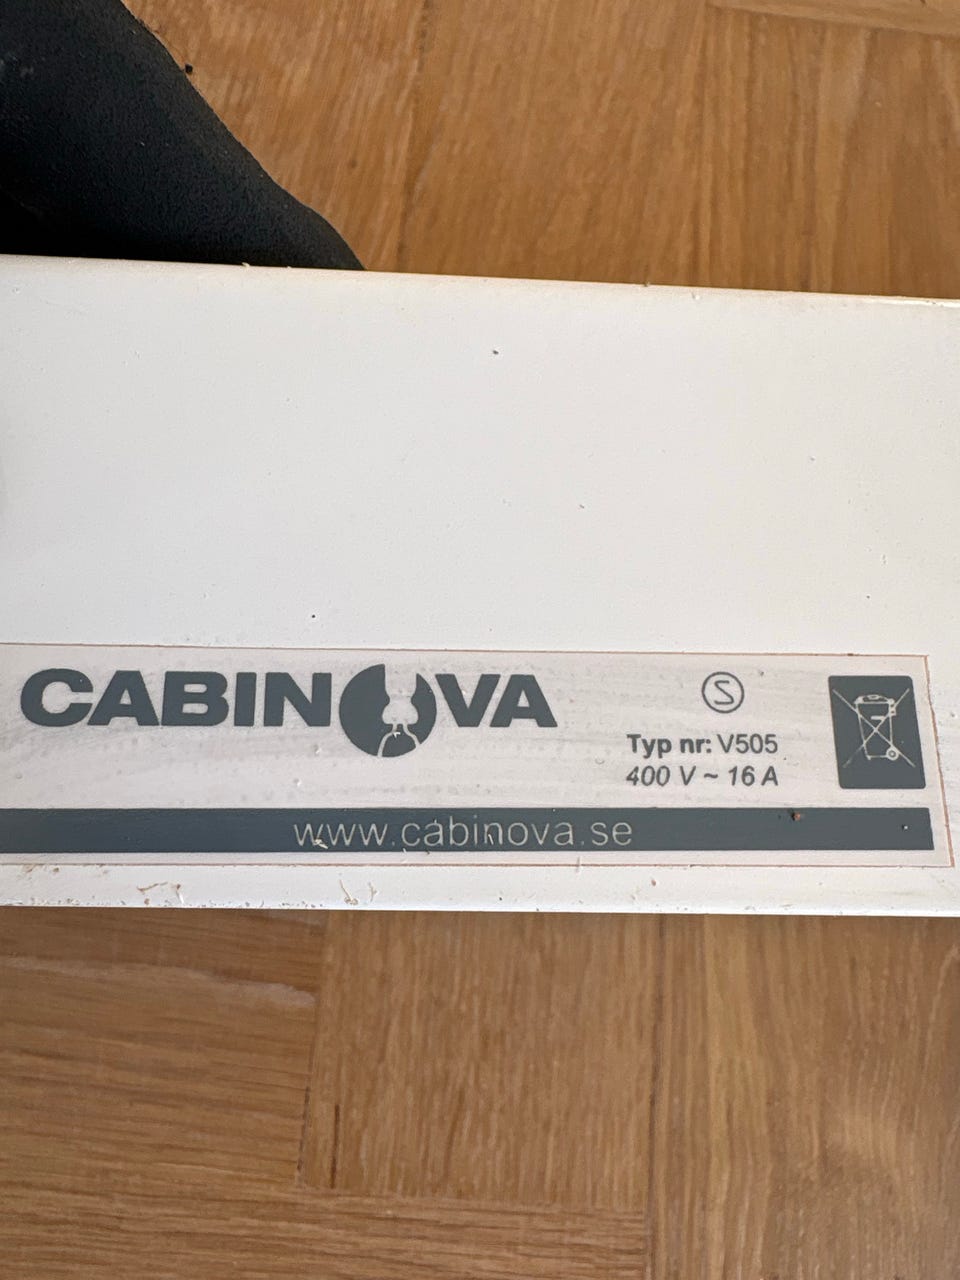 CABINOVA
S
Typ nr: V505
400 V ~ 16 A
www.cabinova.se